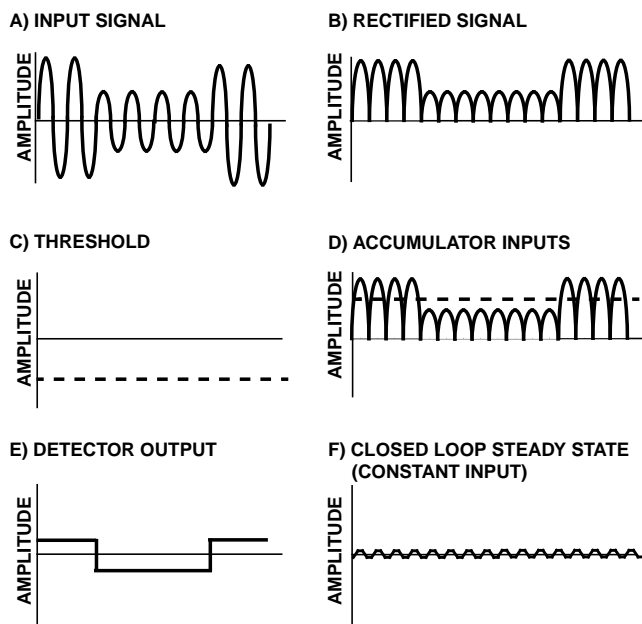 A) INPUT SIGNAL
AMPLITUDE
B) RECTIFIED SIGNAL
AMPLITUDE
C) THRESHOLD
AMPLITUDE
D) ACCUMULATOR INPUTS
AMPLITUDE
E) DETECTOR OUTPUT
AMPLITUDE
F) CLOSED LOOP STEADY STATE
(CONSTANT INPUT)
AMPLITUDE